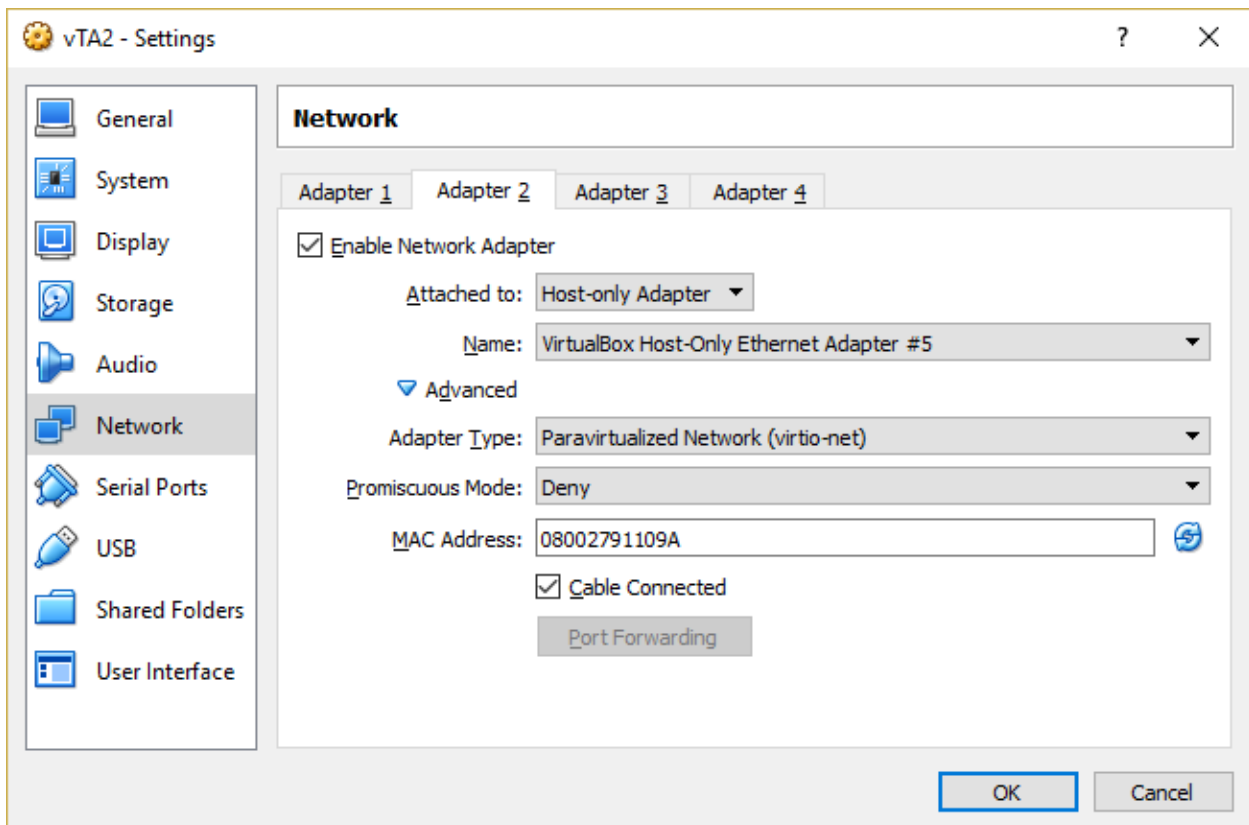 vTA2 - Settings
?
General
System
Display
Storage
Audio
Network
Serial Ports
USB
Shared Folders
User Interface
Network
Adapter 1 Adapter 2 Adapter 3 Adapter 4
Enable Network Adapter
Attached to: Host-only Adapter
Name: VirtualBox Host-Only Ethernet Adapter #5
Advanced
Adapter Type: Paravirtualized Network (virtio-net)
Promiscuous Mode: Deny
MAC Address: 08002791109A
Cable Connected
Port Forwarding
OK Cancel